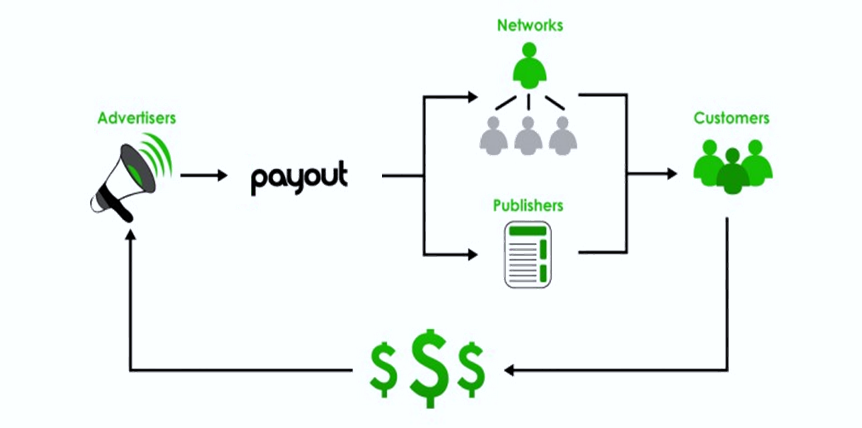 Networks
Advertisers
Customers
payout
Publishers
$$$